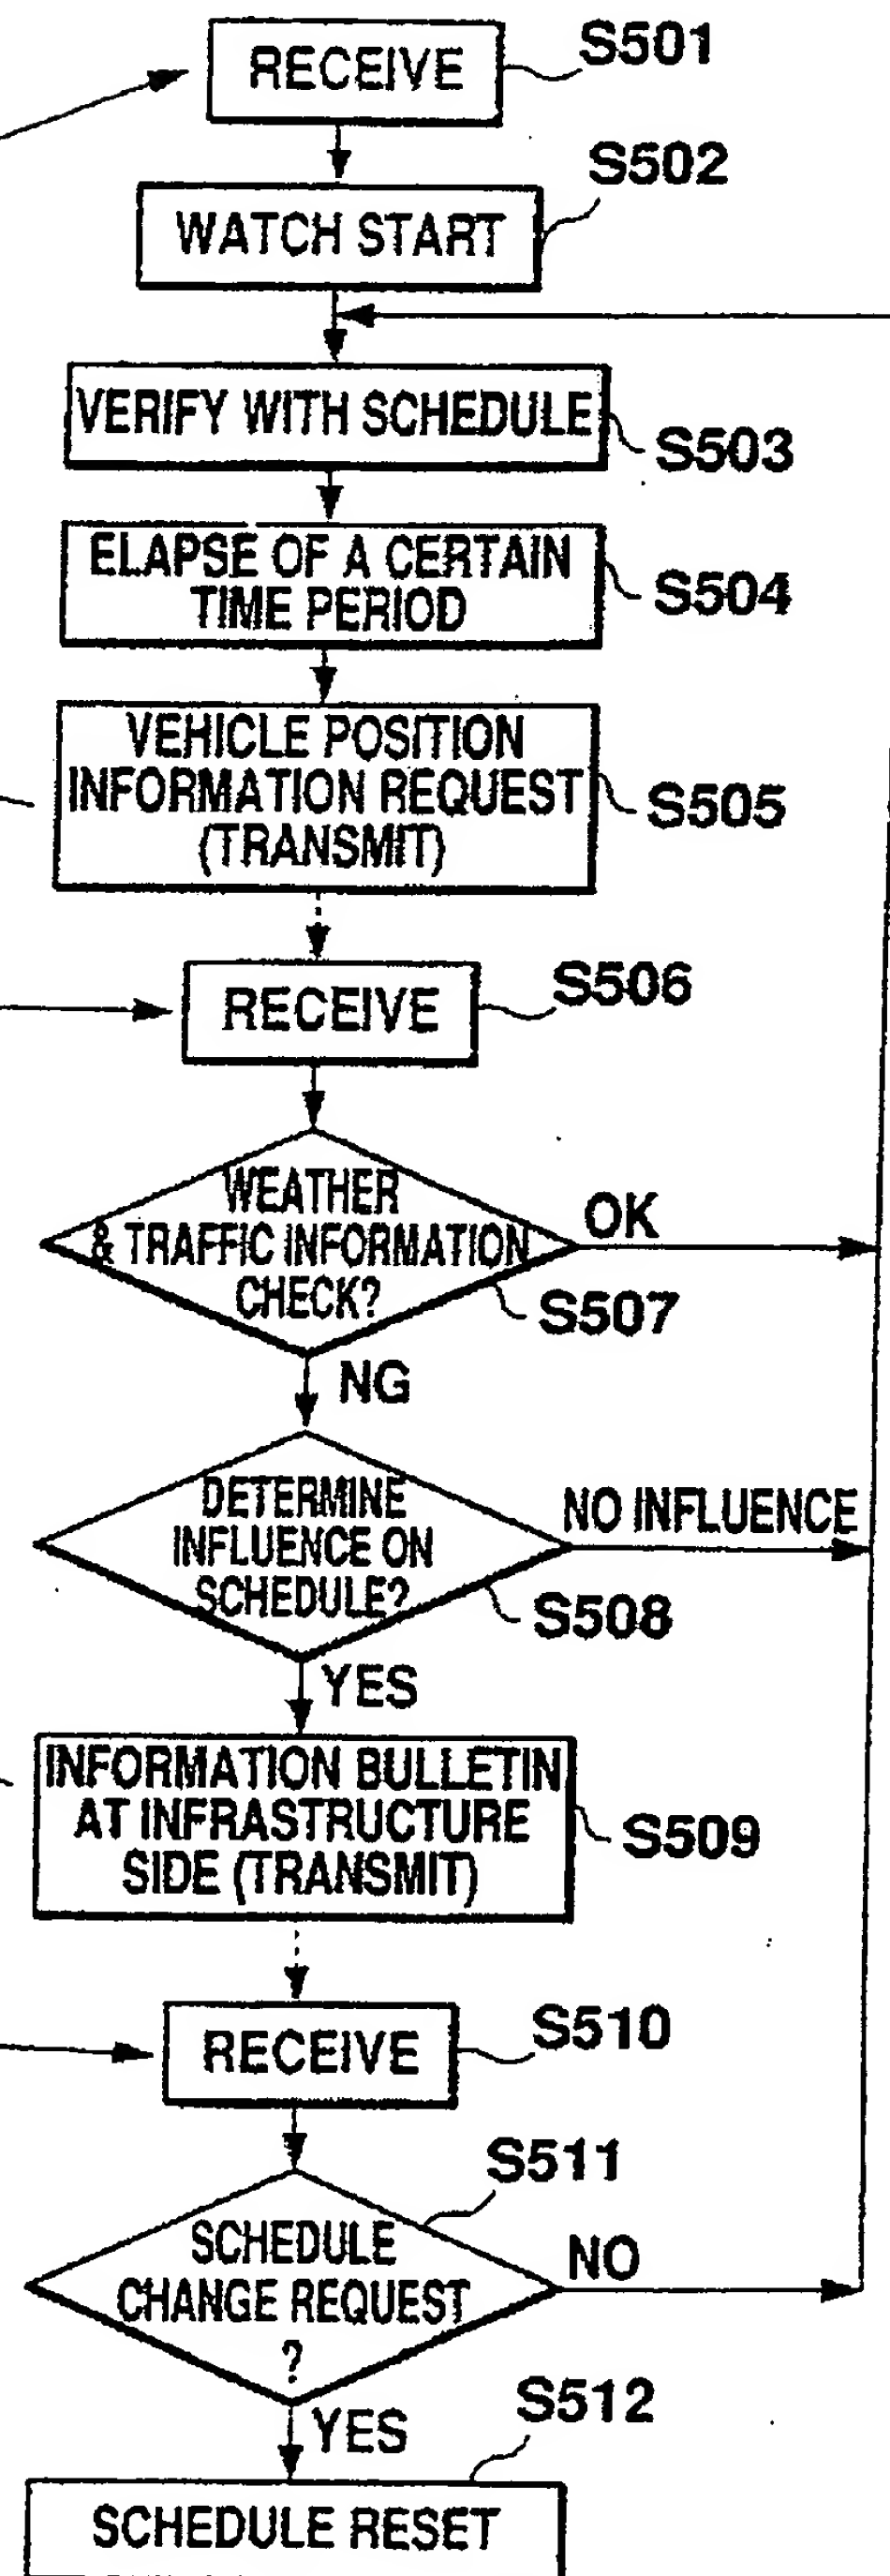 RECEIVE
S501
S502
WATCH START
VERIFY WITH SCHEDULE
S503
ELAPSE OF A CERTAIN
TIME PERIOD
S504
VEHICLE POSITION
INFORMATION REQUEST
(TRANSMIT)
S505
RECEIVE
S506
WEATHER
& TRAFFIC INFORMATION
CHECK?
OK
S507
NG
DETERMINE
INFLUENCE ON
SCHEDULE?
NO INFLUENCE
S508
YES
INFORMATION BULLETIN
AT INFRASTRUCTURE
SIDE (TRANSMIT)
S509
RECEIVE
S510
S511
SCHEDULE
CHANGE REQUEST
?
NO
YES
S512
SCHEDULE RESET